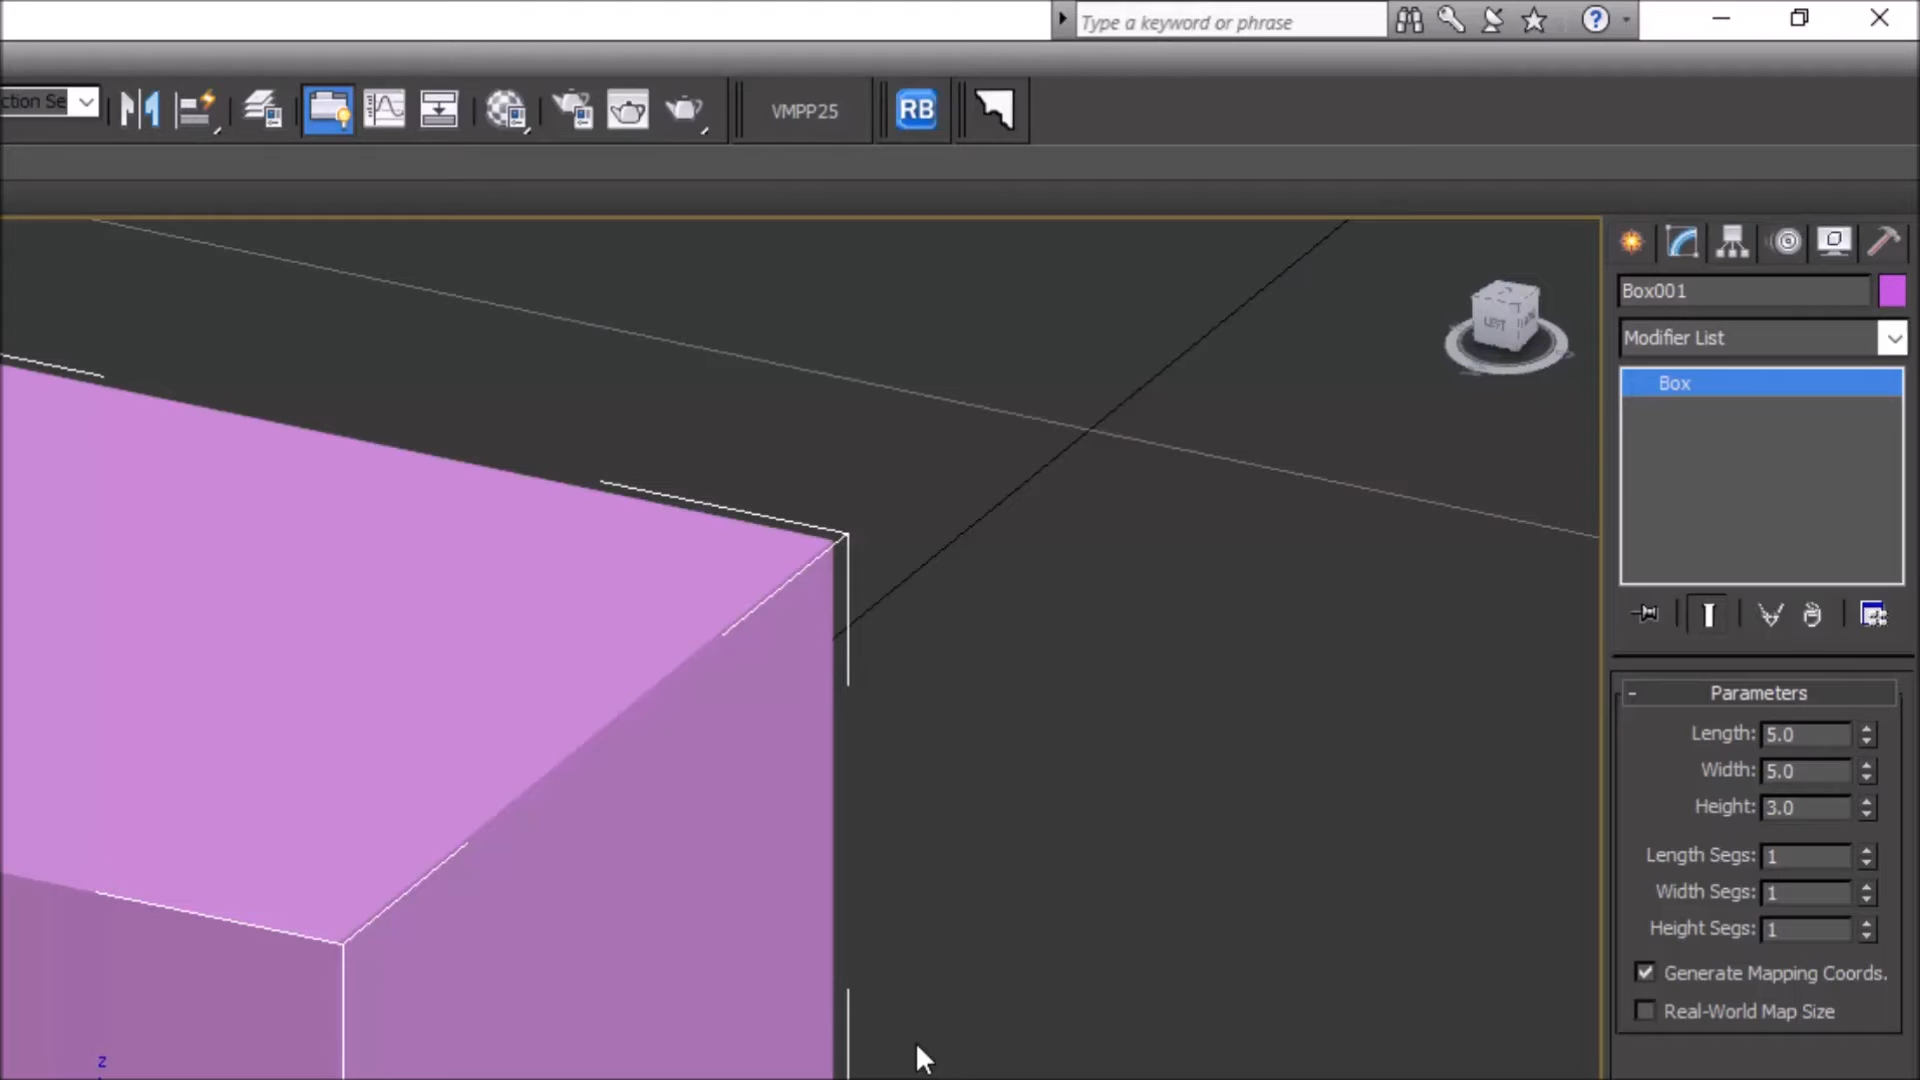 Type a keyword or phrase
ction Se
VMPP25
RB
Box001
LEFT
Modifier List
Box
z
Parameters
Length: 5.0
Width: 5.0
Height: 3.0
Length Segs: 1
Width Segs: 1
Height Segs: 1
Generate Mapping Coords.
Real-World Map Size